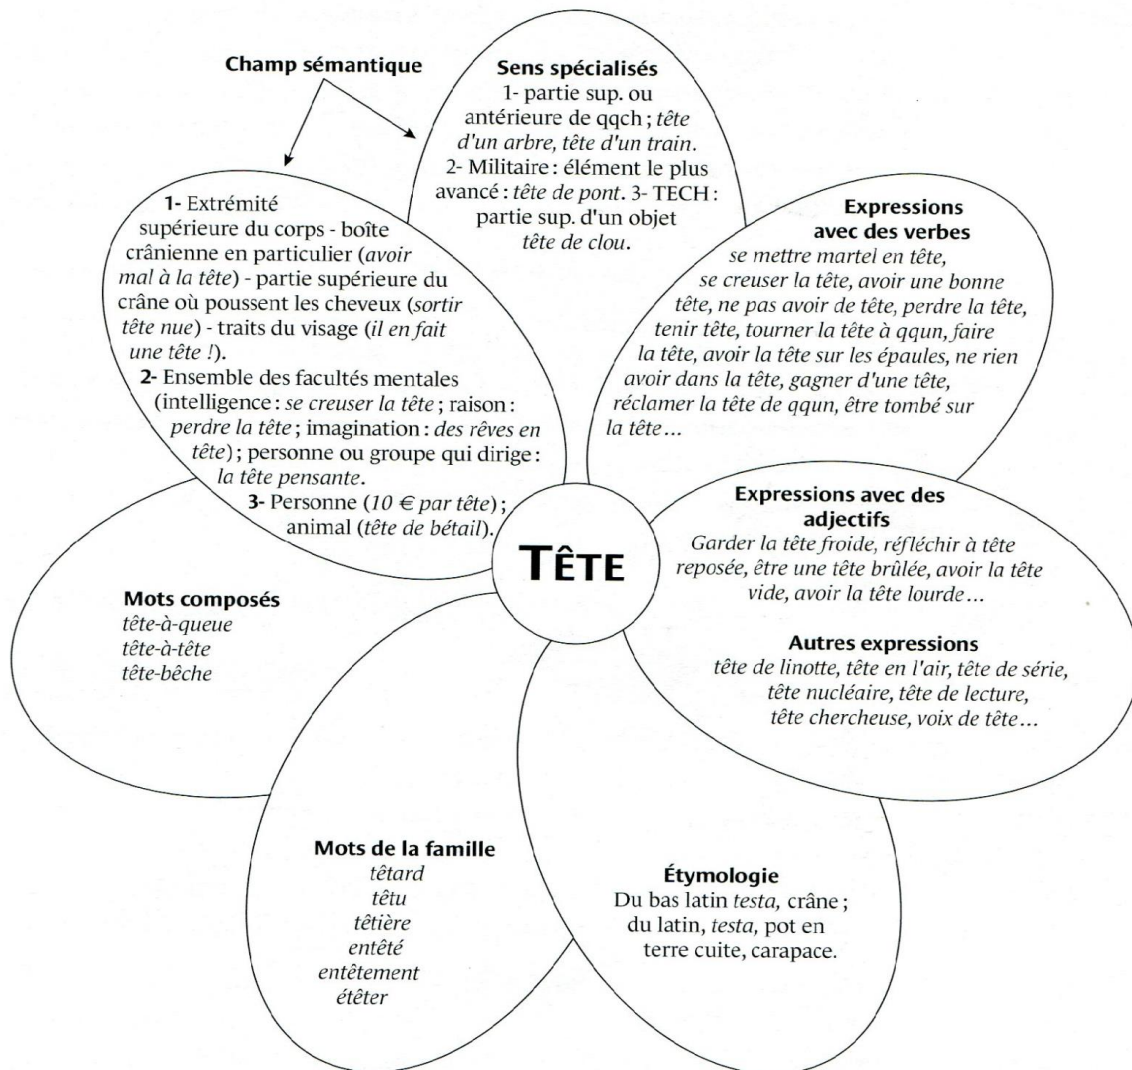 Champ sémantique
Sens spécialisés
1- partie sup. ou
antérieure de qqch ; tête
d'un arbre, tête d'un train.
2- Militaire : élément le plus
avancé : tête de pont. 3- TECH :
partie sup. d'un objet
tête de clou.
1- Extrémité
supérieure du corps - boîte
crânienne en particulier (avoir
mal à la tête) - partie supérieure du
crâne où poussent les cheveux (sortir
tête nue) - traits du visage (il en fait
une tête !).
2- Ensemble des facultés mentales
(intelligence : se creuser la tête ; raison :
perdre la tête ; imagination : des rêves en
tête) ; personne ou groupe qui dirige :
la tête pensante.
3- Personne (10 € par tête) ;
animal (tête de bétail).
Expressions
avec des verbes
se mettre martel en tête,
se creuser la tête, avoir une bonne
tête, ne pas avoir de tête, perdre la tête,
tenir tête, tourner la tête à qqun, faire
la tête, avoir la tête sur les épaules, ne rien
avoir dans la tête, gagner d'une tête,
réclamer la tête de qqun, être tombé sur
la tête...
TÊTE
Expressions avec des
adjectifs
Garder la tête froide, réfléchir à tête
reposée, être une tête brûlée, avoir la tête
vide, avoir la tête lourde...
Autres expressions
tête de linotte, tête en l'air, tête de série,
tête nucléaire, tête de lecture,
tête chercheuse, voix de tête...
Mots composés
tête-à-queue
tête-à-tête
tête-bêche
Mots de la famille
têtard
têtu
têtière
entêté
entêtement
étêter
Étymologie
Du bas latin testa, crâne ;
du latin, testa, pot en
terre cuite, carapace.